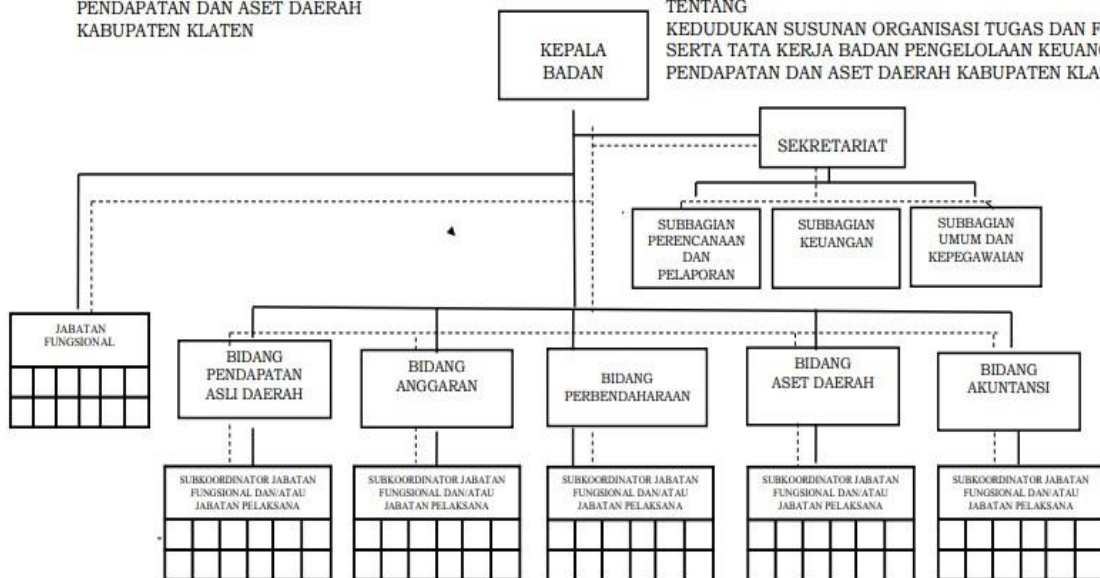 PENDAPATAN DAN ASET DAERAH
KABUPATEN KLATEN
TENTANG
KEDUDUKAN SUSUNAN ORGANISASI TUGAS DAN F
SERTA TATA KERJA BADAN PENGELOLAAN KEUANG
PENDAPATAN DAN ASET DAERAH KABUPATEN KLA
KEPALA
BADAN
SEKRETARIAT
SUBBAGIAN
PERENCANAAN
DAN
PELAPORAN
SUBBAGIAN
KEUANGAN
SUBBAGIAN
UMUM DAN
KEPEGAWAIAN
JABATAN
FUNGSIONAL
BIDANG
PENDAPATAN
ASLI DAERAH
BIDANG
ANGGARAN
BIDANG
PERBENDAHARAAN
BIDANG
ASET DAERAH
BIDANG
AKUNTANSI
SUBKOORDINATOR JABATAN
FUNGSIONAL DAN/ATAU
JABATAN PELAKSANA
SUBKOORDINATOR JABATAN
FUNGSIONAL DAN/ATAU
JABATAN PELAKSANA
SUBKOORDINATOR JABATAN
FUNGSIONAL DAN/ATAU
JABATAN PELAKSANA
SUBKOORDINATOR JABATAN
FUNGSIONAL DAN/ATAU
JABATAN PELAKSANA
SUBKOORDINATOR JABATAN
FUNGSIONAL DAN/ATAU
JABATAN PELAKSANA